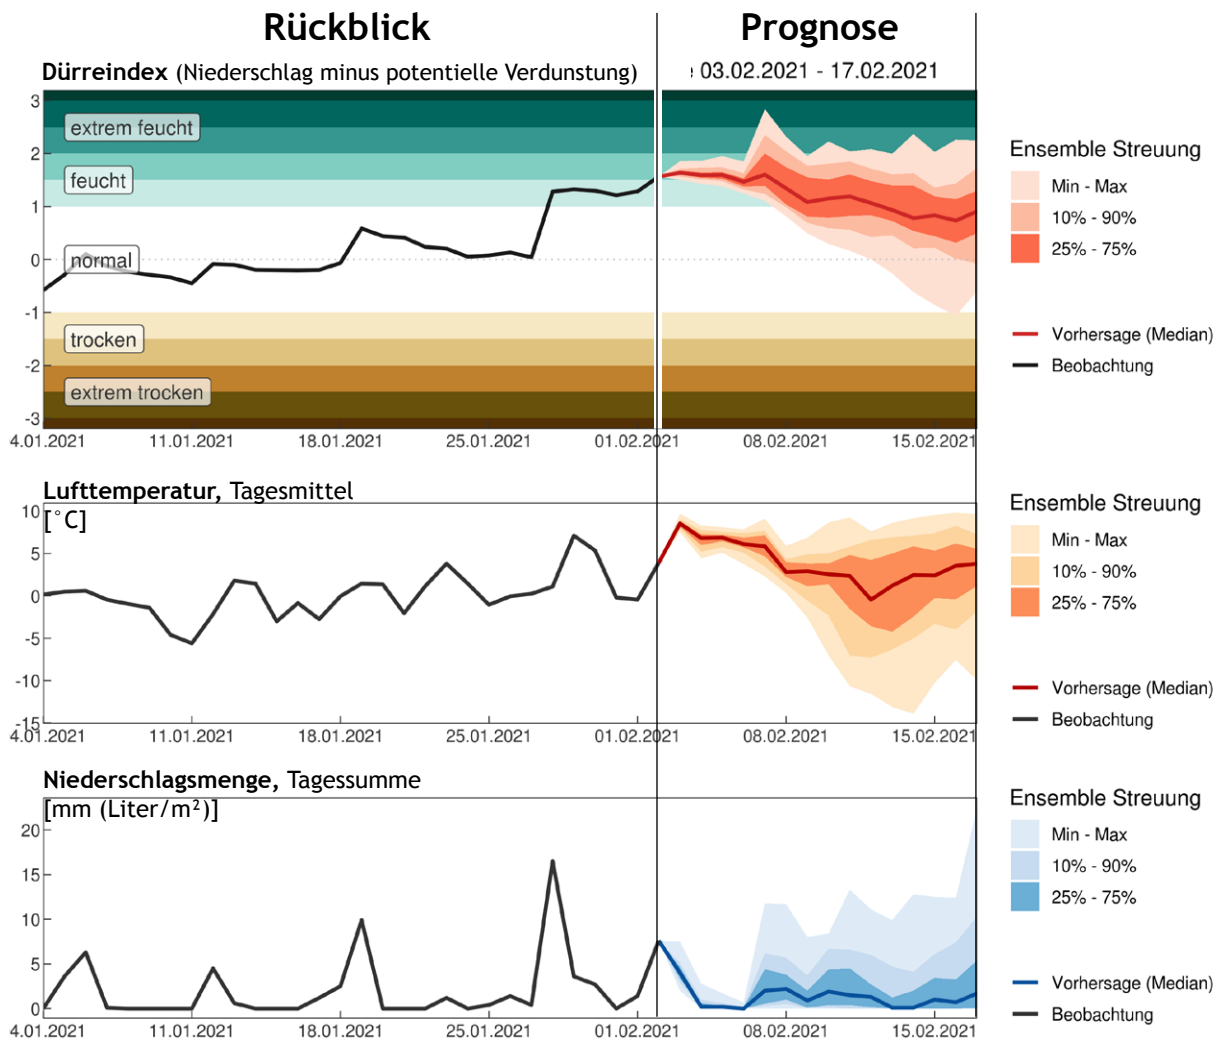 Rückblick
Prognose
Dürreindex (Niederschlag minus potentielle Verdunstung)
03.02.2021 - 17.02.2021
3
extrem feucht
2
feucht
1
normal
0
-1
trocken
-2
extrem trocken
-3
4.01.2021 11.01.2021 18.01.2021 25.01.2021 01.02.2021 08.02.2021 15.02.2021
Ensemble Streuung
Min - Max
10% - 90%
25% - 75%
Vorhersage (Median)
Beobachtung
Lufttemperatur, Tagesmittel
[°C]
10
5
0
-5
-10
-15
4.01.2021 11.01.2021 18.01.2021 25.01.2021 01.02.2021 08.02.2021 15.02.2021
Ensemble Streuung
Min - Max
10% - 90%
25% - 75%
Vorhersage (Median)
Beobachtung
Niederschlagsmenge, Tagessumme
[mm (Liter/m²)]
20
15
10
5
0
4.01.2021 11.01.2021 18.01.2021 25.01.2021 01.02.2021 08.02.2021 15.02.2021
Ensemble Streuung
Min - Max
10% - 90%
25% - 75%
Vorhersage (Median)
Beobachtung